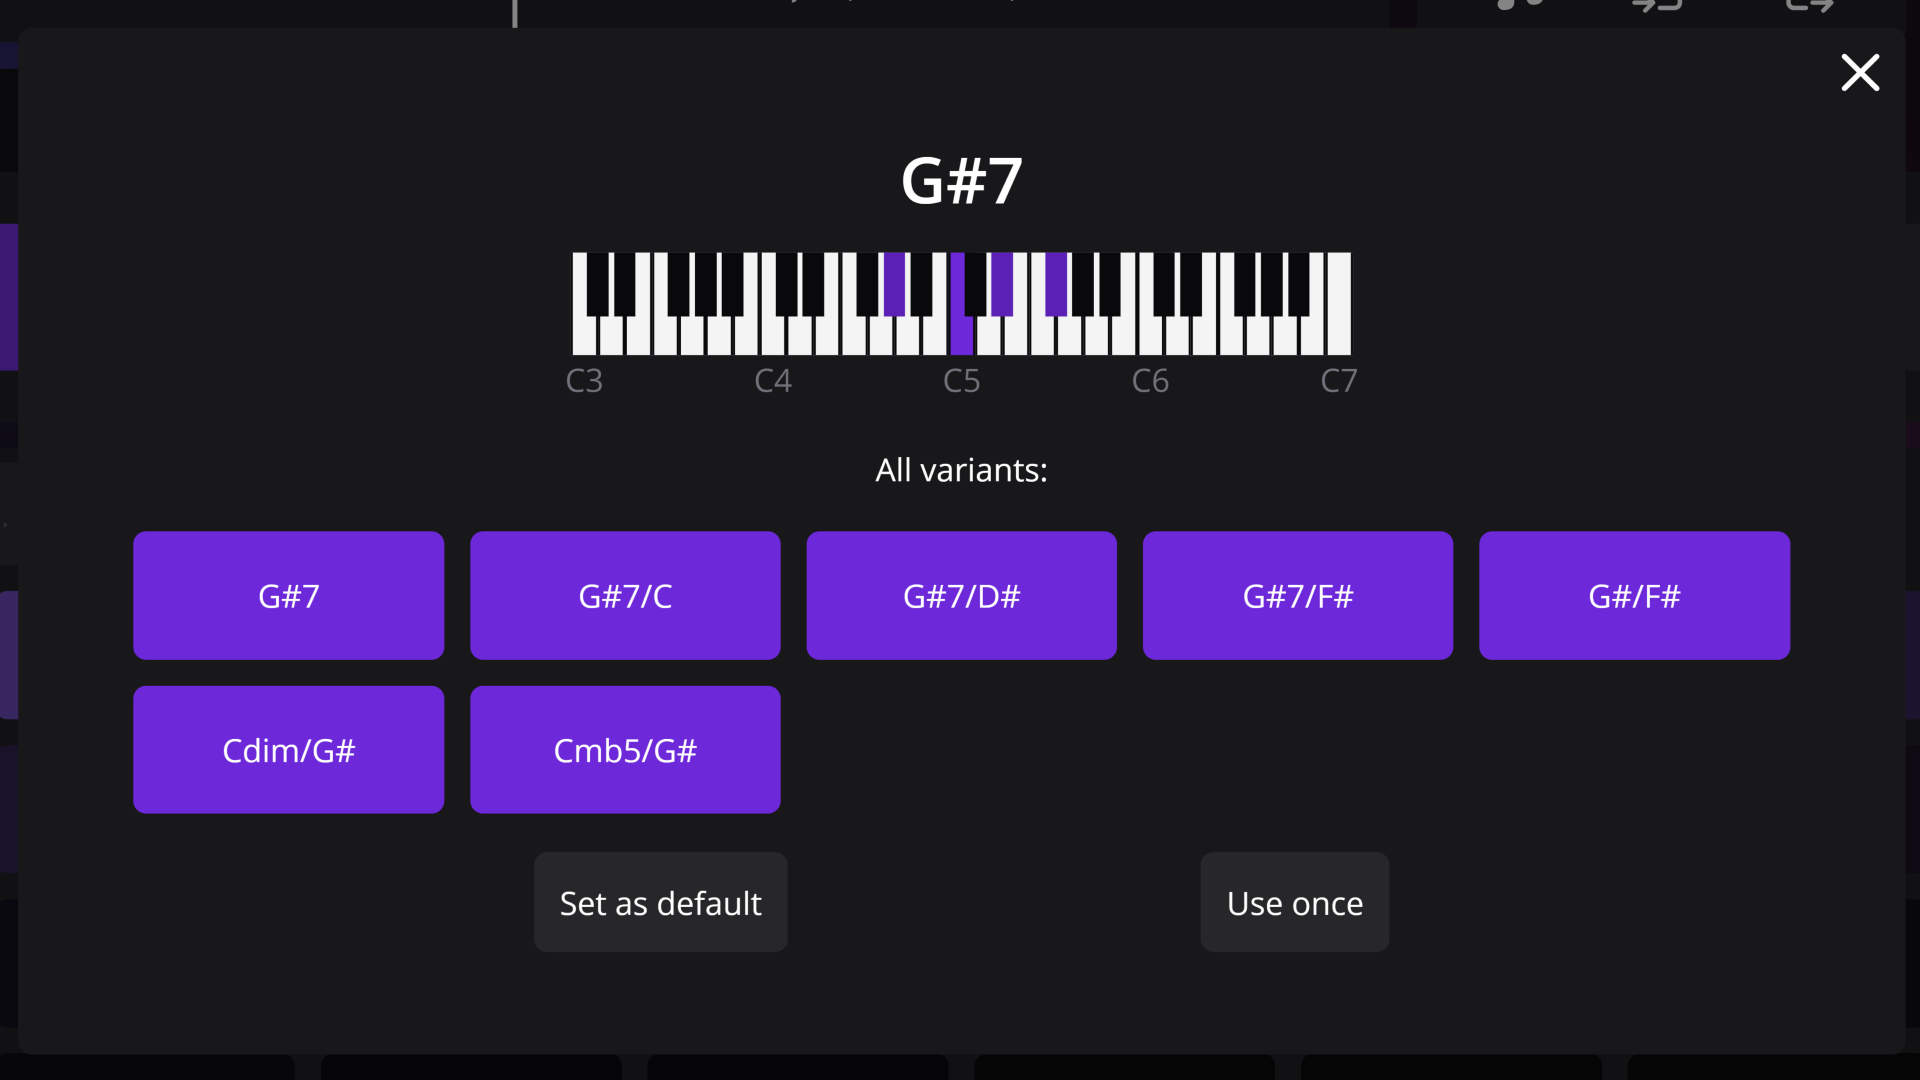 G#7
C3 C4 C5 C6 C7
All variants:
G#7 G#7/C G#7/D# G#7/F# G#/F#
Cdim/G# Cmb5/G#
Set as default Use once